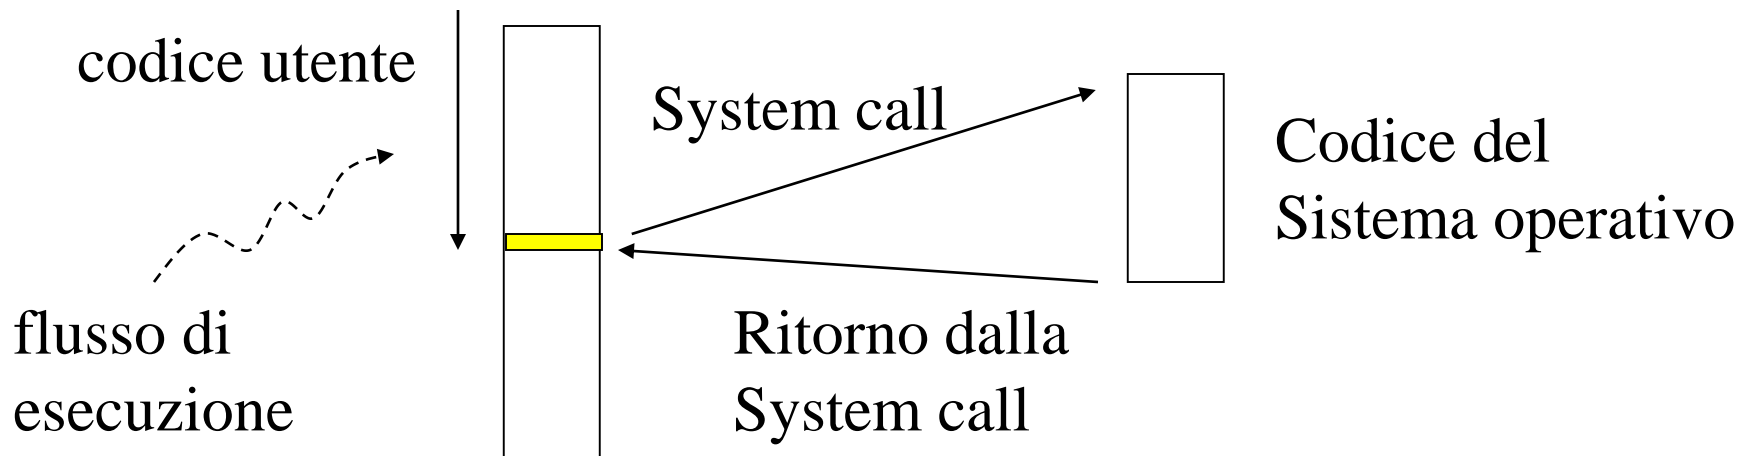 codice utente
System call
Codice del
Sistema operativo
flusso di
esecuzione
Ritorno dalla
System call